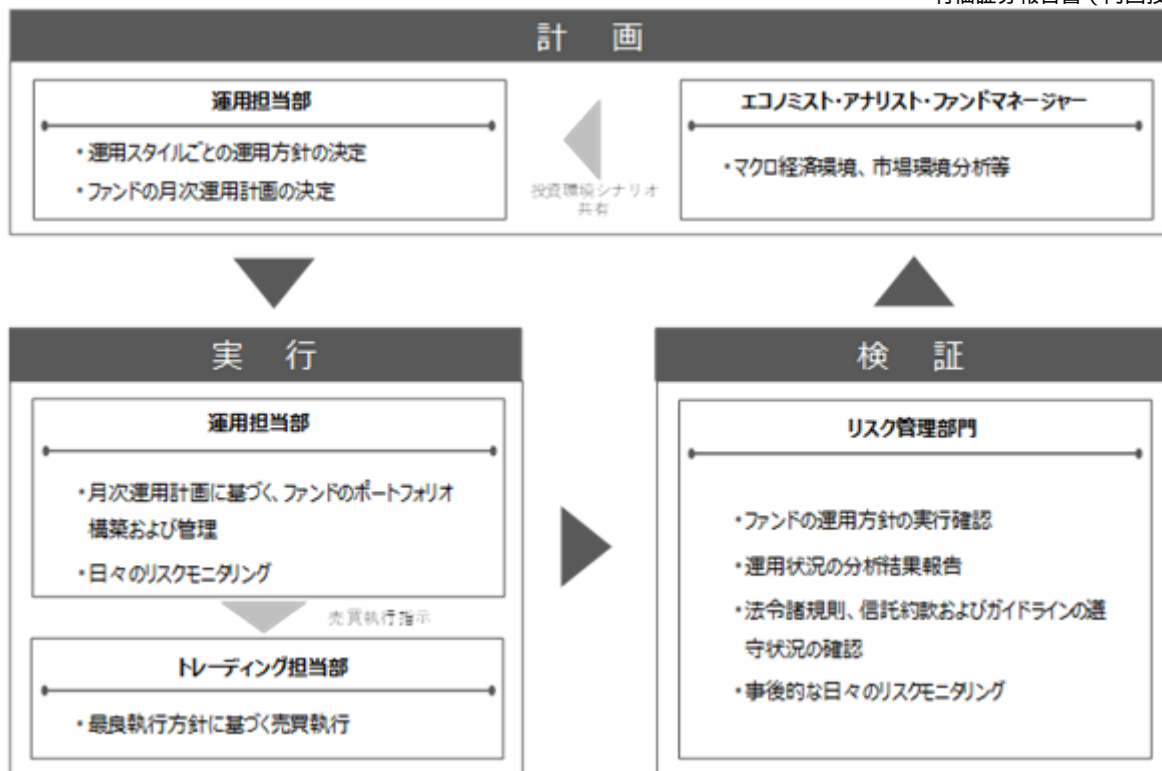 計 画
運用担当部
・運用スタイルごとの運用方針の決定
・ファンドの月次運用計画の決定
投資環境シナリオ
共有
エコノミスト・アナリスト・ファンドマネージャー
・マクロ経済環境、市場環境分析等
実 行
運用担当部
・月次運用計画に基づく、ファンドのポートフォリオ
構築および管理
・日々のリスクモニタリング
売買執行指示
トレーディング担当部
・最良執行方針に基づく売買執行
検 証
リスク管理部門
・ファンドの運用方針の実行確認
・運用状況の分析結果報告
・法令諸規則、信託約款およびガイドラインの遵
守状況の確認
・事後的な日々のリスクモニタリング